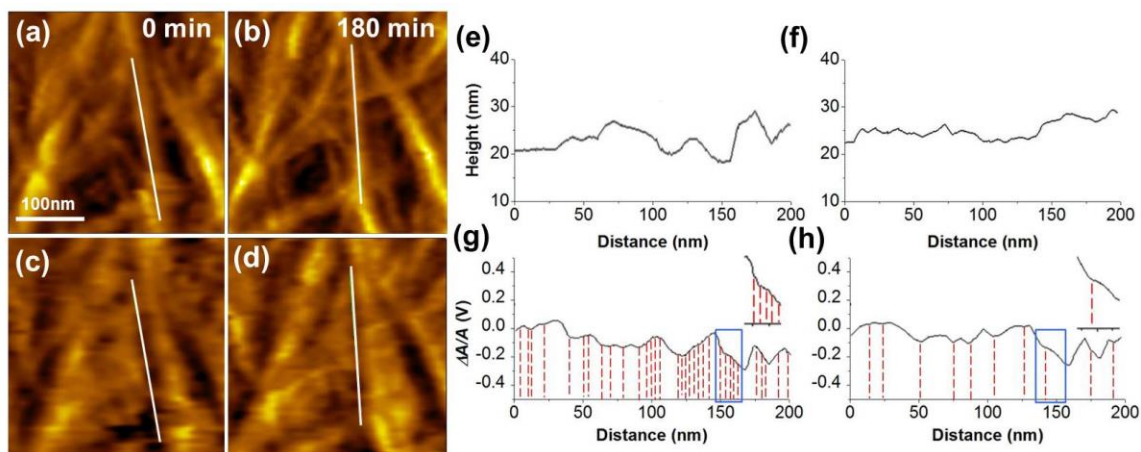 (a) 0 min
(b) 180 min
100nm
(c)
(d)
(e)
40
30
20
10
Height (nm)
0 50 100 150 200
Distance (nm)
(f)
40
30
20
10
0 50 100 150 200
Distance (nm)
(g)
0.4
0.2
0.0
-0.2
-0.4
ΔA/A (V)
0 50 100 150 200
Distance (nm)
(h)
0.4
0.2
0.0
-0.2
-0.4
0 50 100 150 200
Distance (nm)